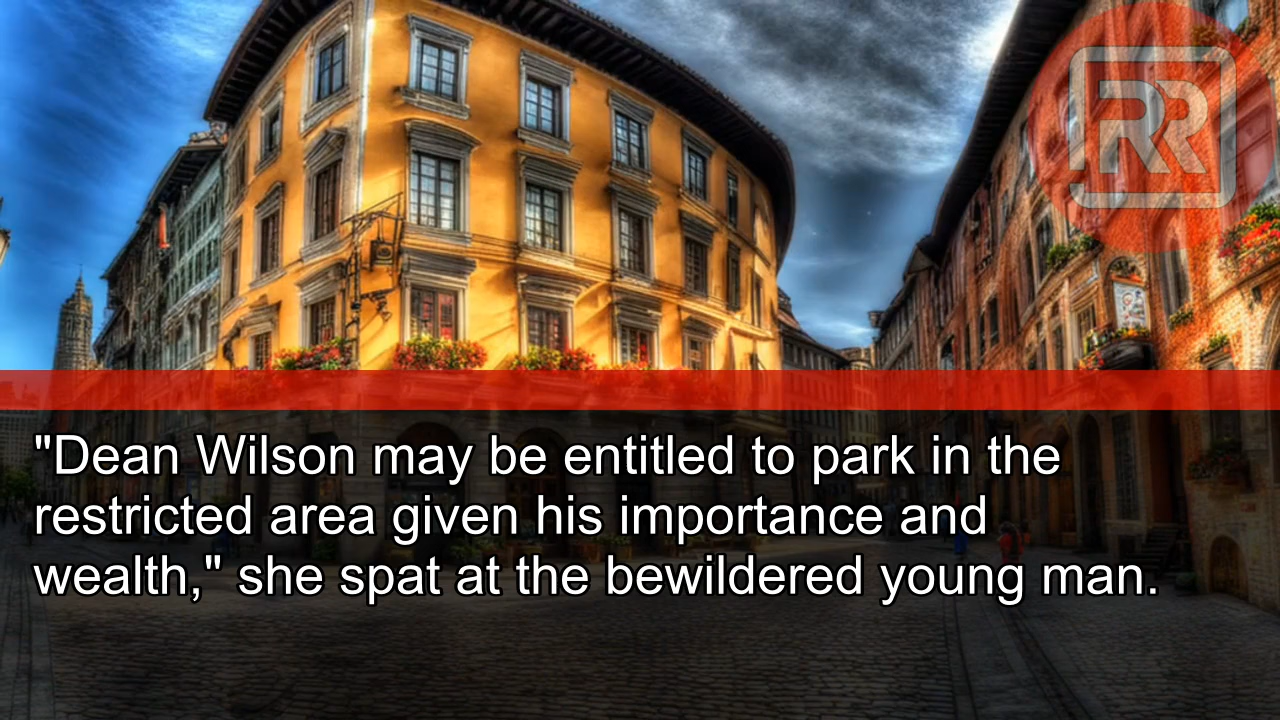 RR
"Dean Wilson may be entitled to park in the
restricted area given his importance and
wealth," she spat at the bewildered young man.